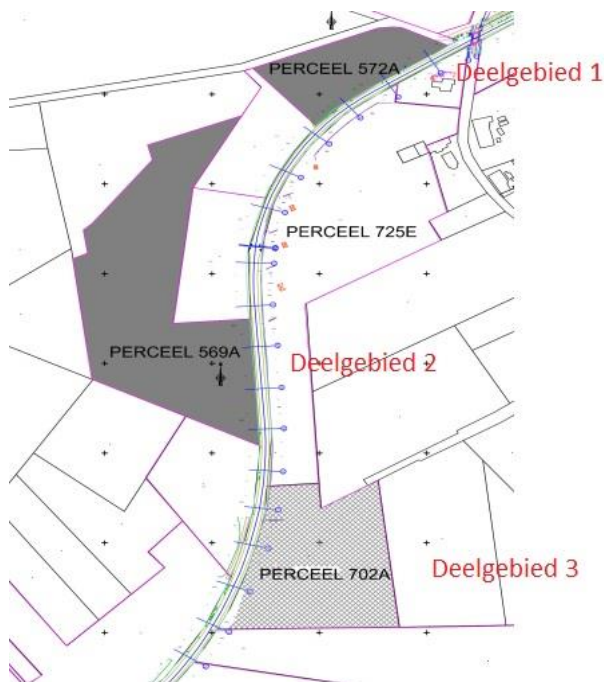 PERCEEL 572A
Deelgebied 1
PERCEEL 725E
PERCEEL 569A
Deelgebied 2
PERCEEL 702A
Deelgebied 3